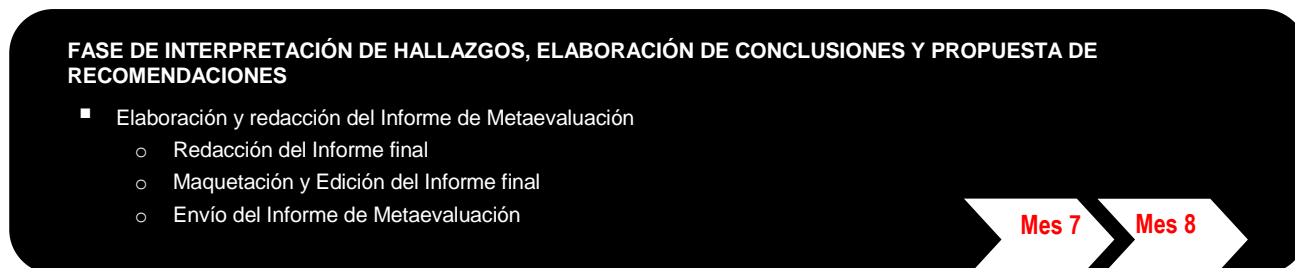 FASE DE INTERPRETACIÓN DE HALLAZGOS, ELABORACIÓN DE CONCLUSIONES Y PROPUESTA DE
RECOMENDACIONES
▪ Elaboración y redacción del Informe de Metaevaluación
o Redacción del Informe final
o Maquetación y Edición del Informe final
o Envío del Informe de Metaevaluación
Mes 7 Mes 8